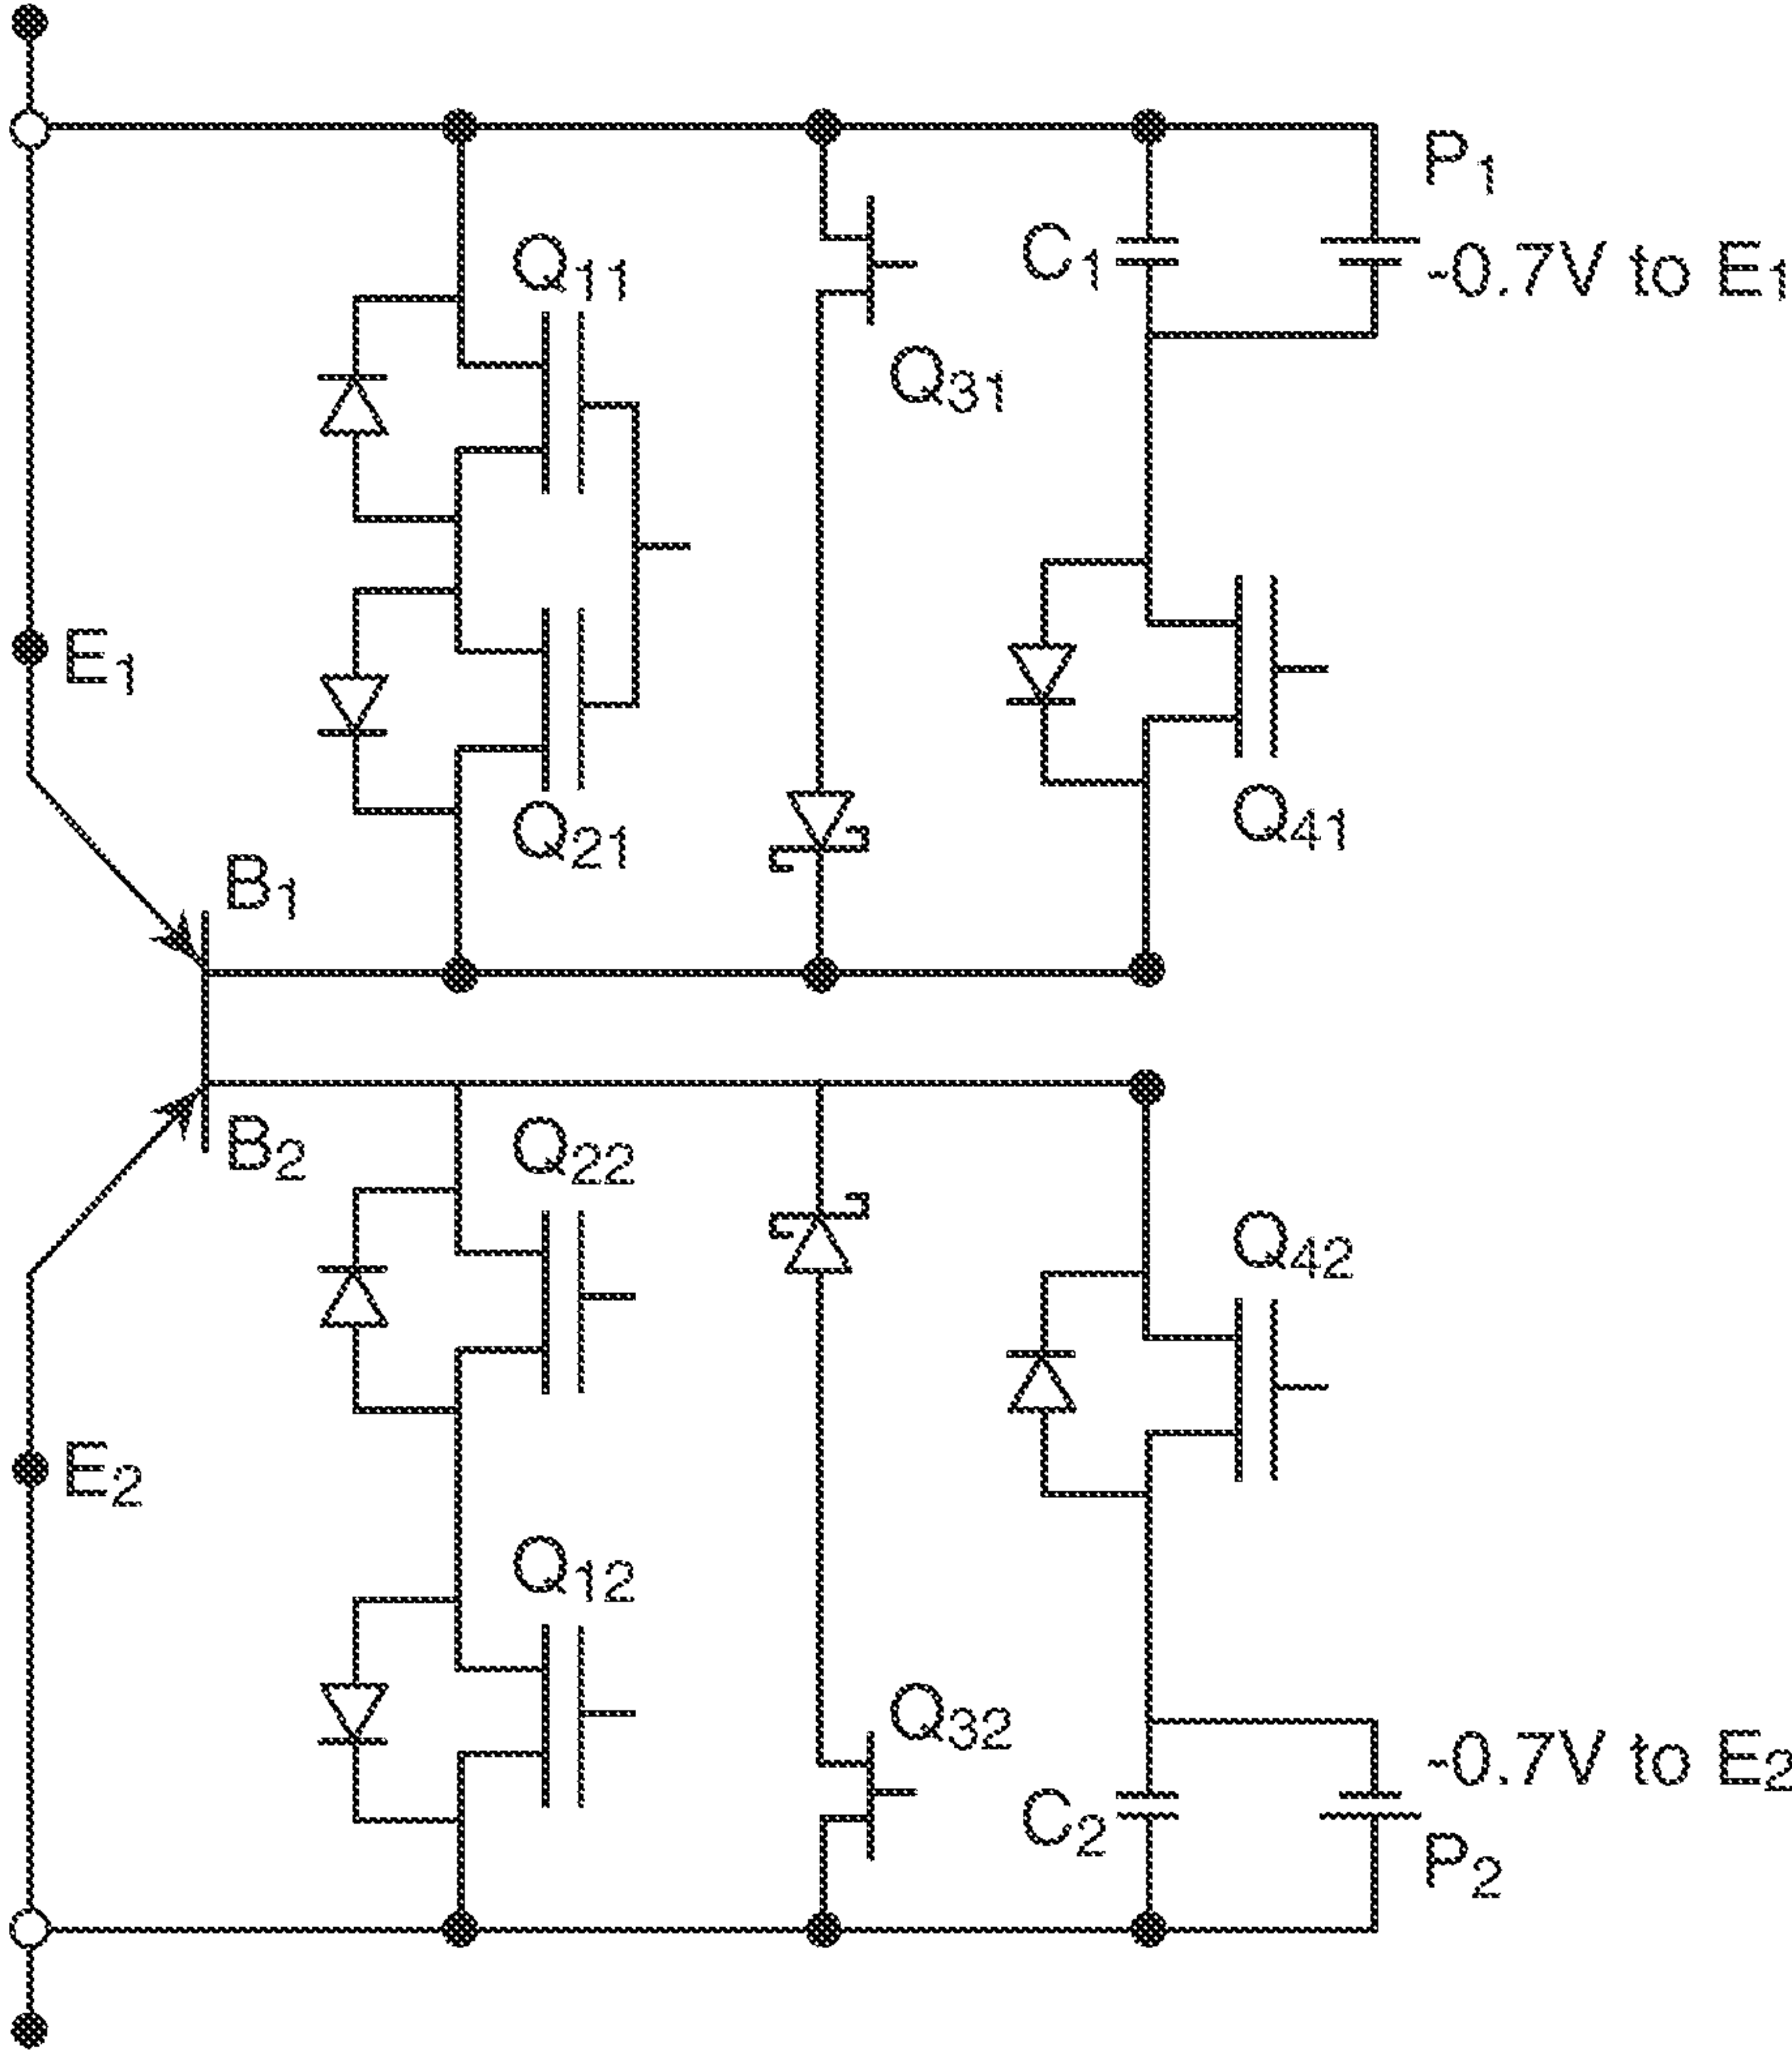 P1
C1
-0.7V to E1
Q11
Q31
E1
Q41
Q21
B1
B2
Q22
Q42
E2
Q12
Q32
-0.7V to E2
C2
P2